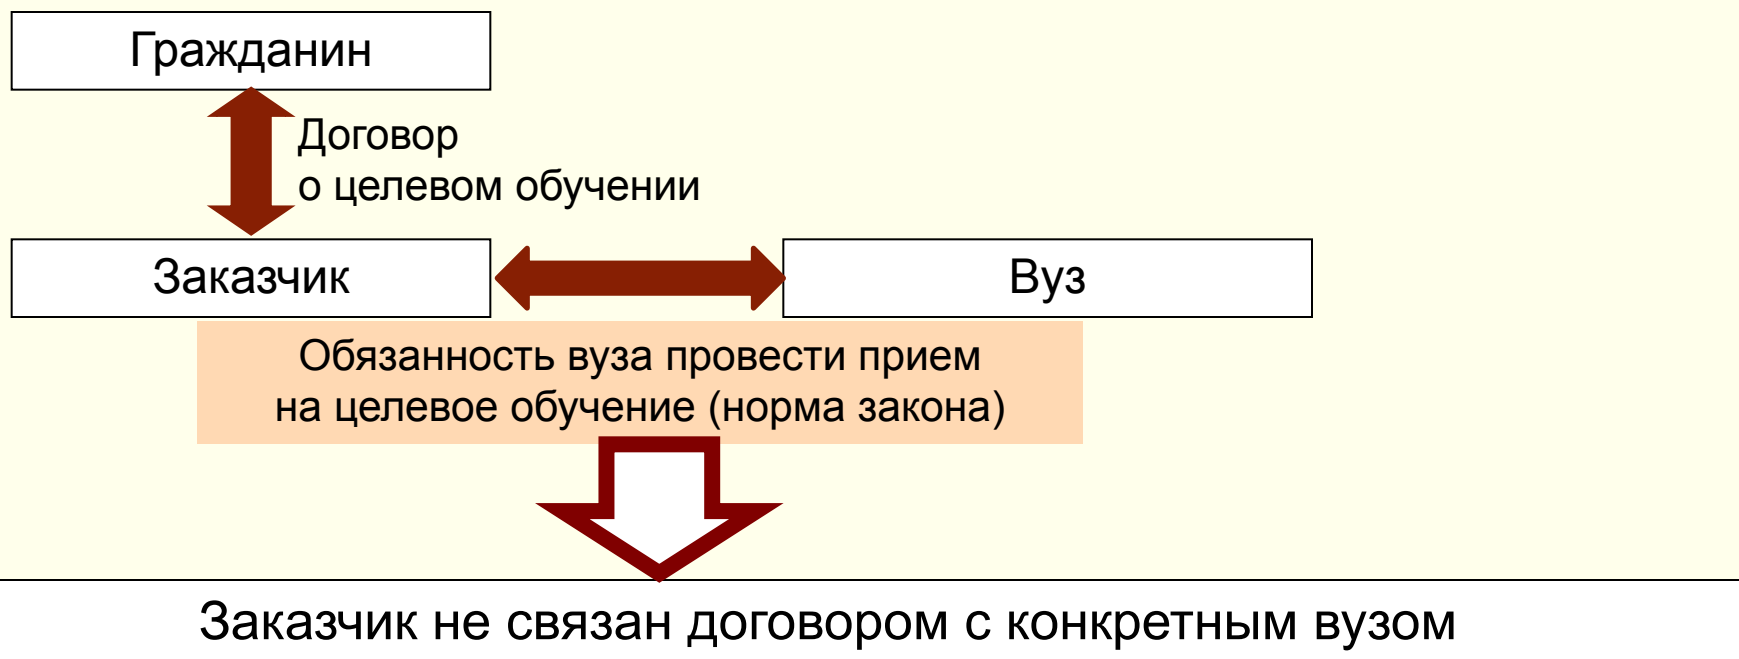 Гражданин
Договор
о целевом обучении
Заказчик
Вуз
Обязанность вуза провести прием
на целевое обучение (норма закона)
Заказчик не связан договором с конкретным вузом